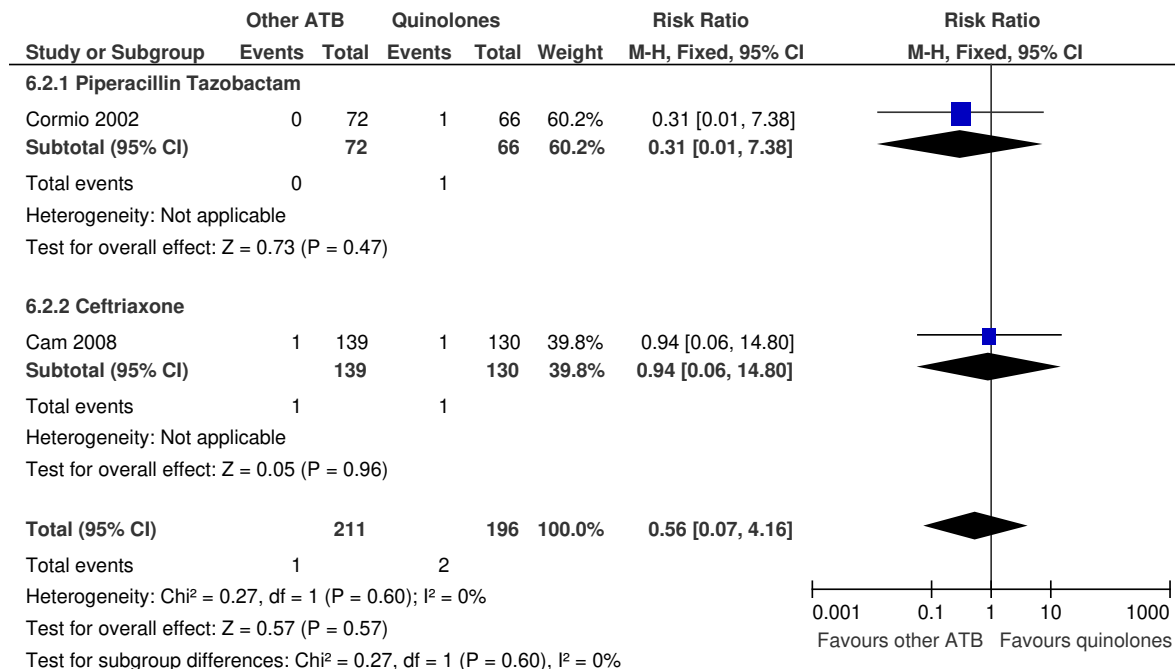 Other ATB Quinolones Risk Ratio Risk Ratio
Study or Subgroup Events Total Events Total Weight M-H, Fixed, 95% CI M-H, Fixed, 95% CI
6.2.1 Piperacillin Tazobactam
Cormio 2002 0 72 1 66 60.2% 0.31 [0.01, 7.38]
Subtotal (95% CI) 72 66 60.2% 0.31 [0.01, 7.38]
Total events 0 1
Heterogeneity: Not applicable
Test for overall effect: Z = 0.73 (P = 0.47)
6.2.2 Ceftriaxone
Cam 2008 1 139 1 130 39.8% 0.94 [0.06, 14.80]
Subtotal (95% CI) 139 130 39.8% 0.94 [0.06, 14.80]
Total events 1 1
Heterogeneity: Not applicable
Test for overall effect: Z = 0.05 (P = 0.96)
Total (95% CI) 211 196 100.0% 0.56 [0.07, 4.16]
Total events 1 2
Heterogeneity: Chi² = 0.27, df = 1 (P = 0.60); I² = 0%
Test for overall effect: Z = 0.57 (P = 0.57)
Test for subgroup differences: Chi² = 0.27, df = 1 (P = 0.60), I² = 0%
0.001 0.1 1 10 1000
Favours other ATB Favours quinolones